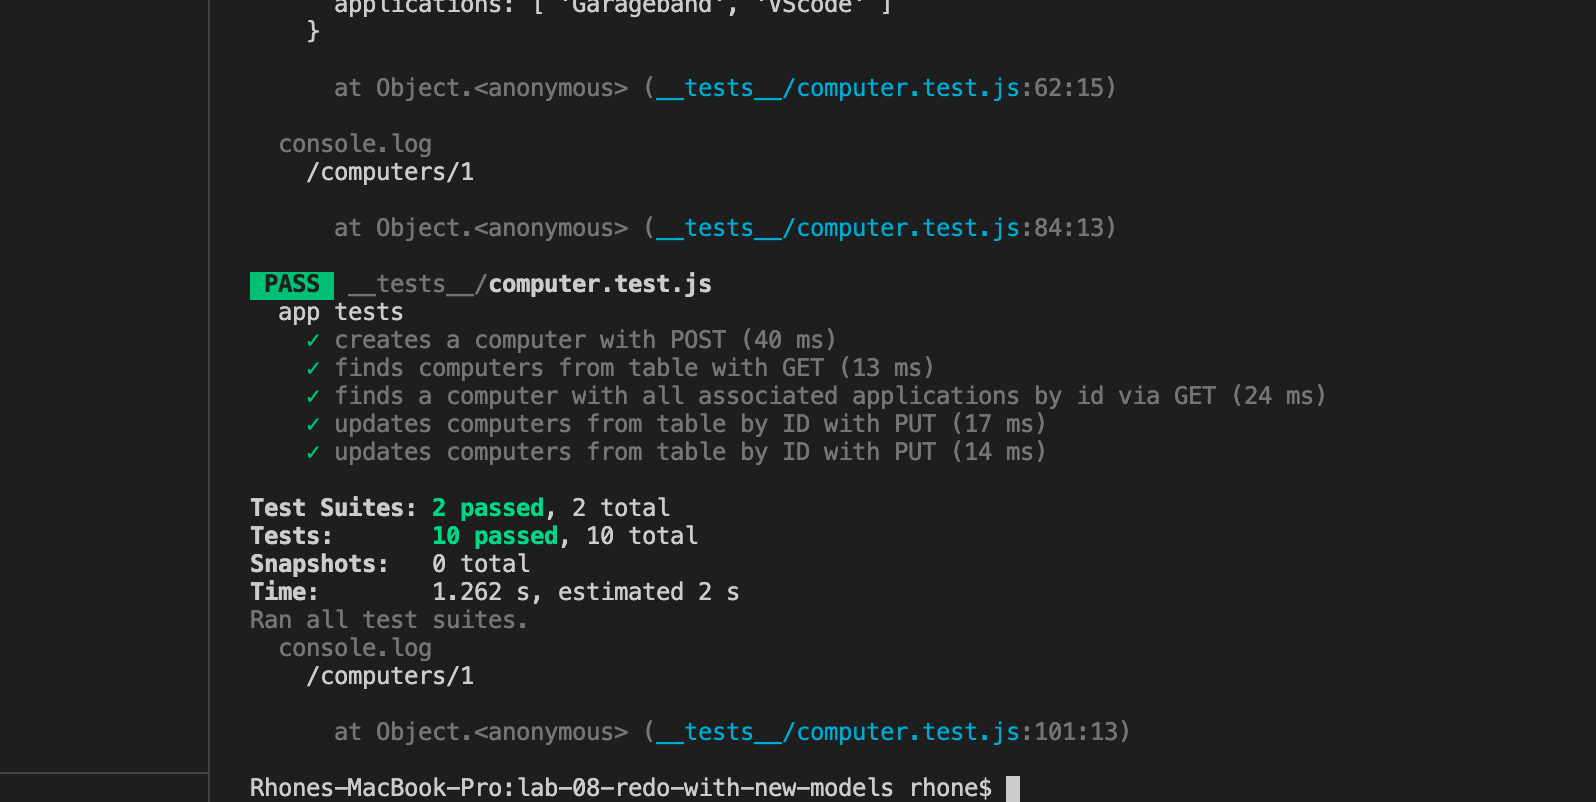 applications: [ 'Garageband', 'VScode' ]
}
at Object.<anonymous> (__tests__/computer.test.js:62:15)
console.log
/computers/1
at Object.<anonymous> (__tests__/computer.test.js:84:13)
PASS __tests__/computer.test.js
app tests
✓ creates a computer with POST (40 ms)
✓ finds computers from table with GET (13 ms)
✓ finds a computer with all associated applications by id via GET (24 ms)
✓ updates computers from table by ID with PUT (17 ms)
✓ updates computers from table by ID with PUT (14 ms)
Test Suites: 2 passed, 2 total
Tests: 10 passed, 10 total
Snapshots: 0 total
Time: 1.262 s, estimated 2 s
Ran all test suites.
console.log
/computers/1
at Object.<anonymous> (__tests__/computer.test.js:101:13)
Rhones-MacBook-Pro:lab-08-redo-with-new-models rhone$